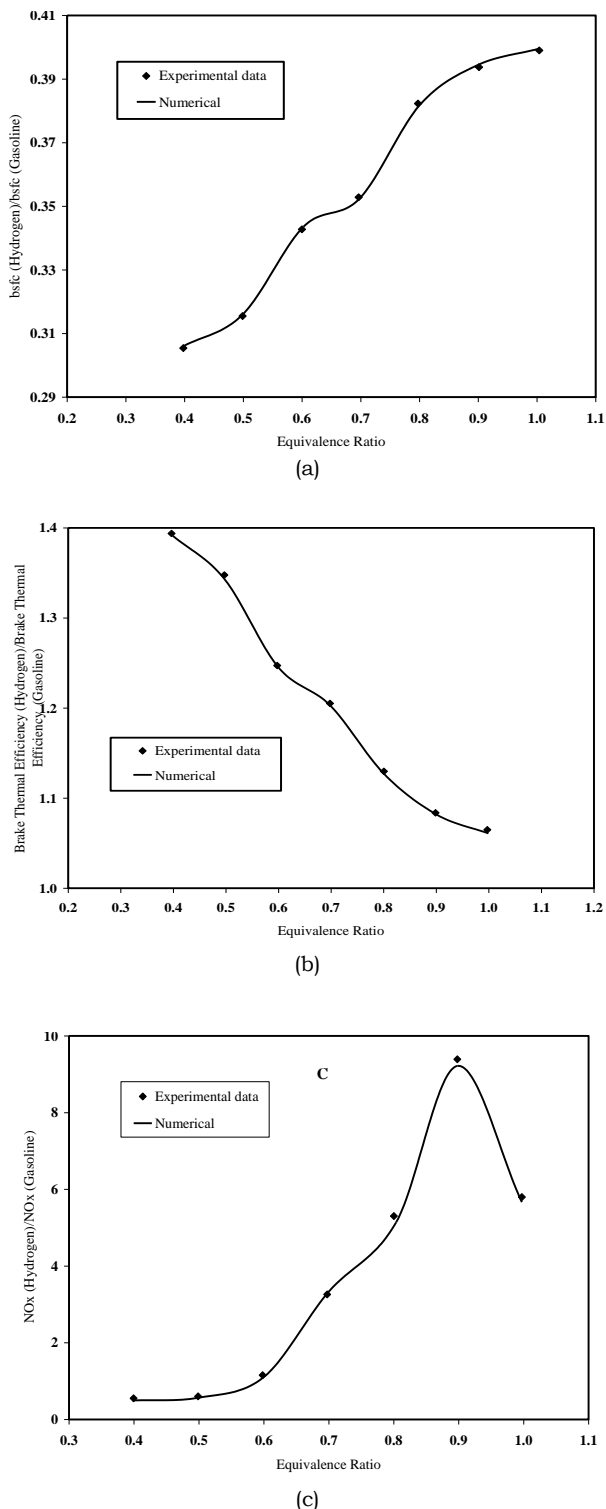 0.41
0.39
0.37
0.35
0.33
0.31
0.29
bsfc (Hydrogen)/bsfc (Gasoline)
Experimental data
Numerical
0.2 0.3 0.4 0.5 0.6 0.7 0.8 0.9 1.0 1.1
Equivalence Ratio
(a)
1.4
1.3
1.2
1.1
1.0
Brake Thermal Efficiency (Hydrogen)/Brake Thermal
Efficiency (Gasoline)
Experimental data
Numerical
0.2 0.3 0.4 0.5 0.6 0.7 0.8 0.9 1.0 1.1 1.2
Equivalence Ratio
(b)
10
8
6
4
2
0
NOx (Hydrogen)/NOx (Gasoline)
C
Experimental data
Numerical
0.3 0.4 0.5 0.6 0.7 0.8 0.9 1.0 1.1
Equivalence Ratio
(c)